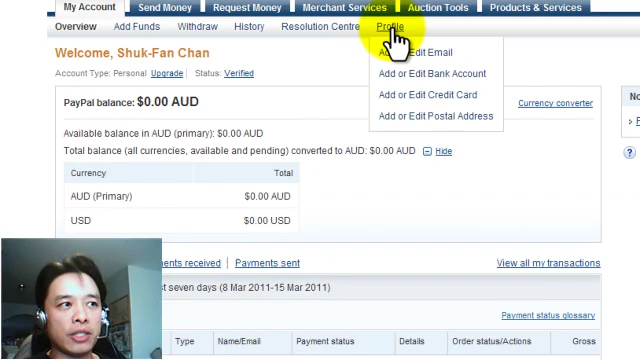 My Account Send Money Request Money Merchant Services Auction Tools Products & Services
Overview Add Funds Withdraw History Resolution Centre Profile
Edit Email
Add or Edit Bank Account
Add or Edit Credit Card
Add or Edit Postal Address
Welcome, Shuk-Fan Chan
Account Type: Personal Upgrade Status: Verified
PayPal balance: $0.00 AUD
Currency converter
Available balance in AUD (primary): $0.00 AUD
Total balance (all currencies, available and pending) converted to AUD: $0.00 AUD Hide
Currency Total
AUD (Primary) $0.00 AUD
USD $0.00 USD
No
?
received Payments sent View all my transactions
seven days (8 Mar 2011-15 Mar 2011)
Payment status glossary
Type Name/Email Payment status Details Order status/Actions Gross